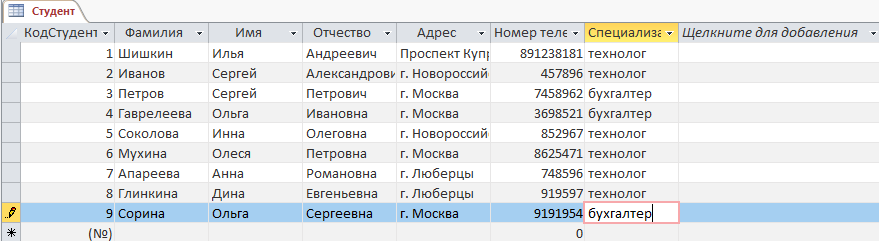 Студент
КодСтудент Фамилия Имя Отчество Адрес Номер теле Специализа Щелкните для добавления
1 Шишкин Илья Андреевич Проспект Купр 891238181 технолог
2 Иванов Сергей Александрови г. Новороссий 457896 технолог
3 Петров Сергей Петрович г. Москва 7458962 бухгалтер
4 Гаврелеева Ольга Ивановна г. Москва 3698521 бухгалтер
5 Соколова Инна Олеговна г. Новороссий 852967 технолог
6 Мухина Олеся Петровна г. Москва 8625471 технолог
7 Апареева Анна Романовна г. Люберцы 748596 технолог
8 Глинкина Дина Евгеньевна г. Люберцы 919597 технолог
9 Сорина Ольга Сергеевна г. Москва 9191954 бухгалтер
(№) 0